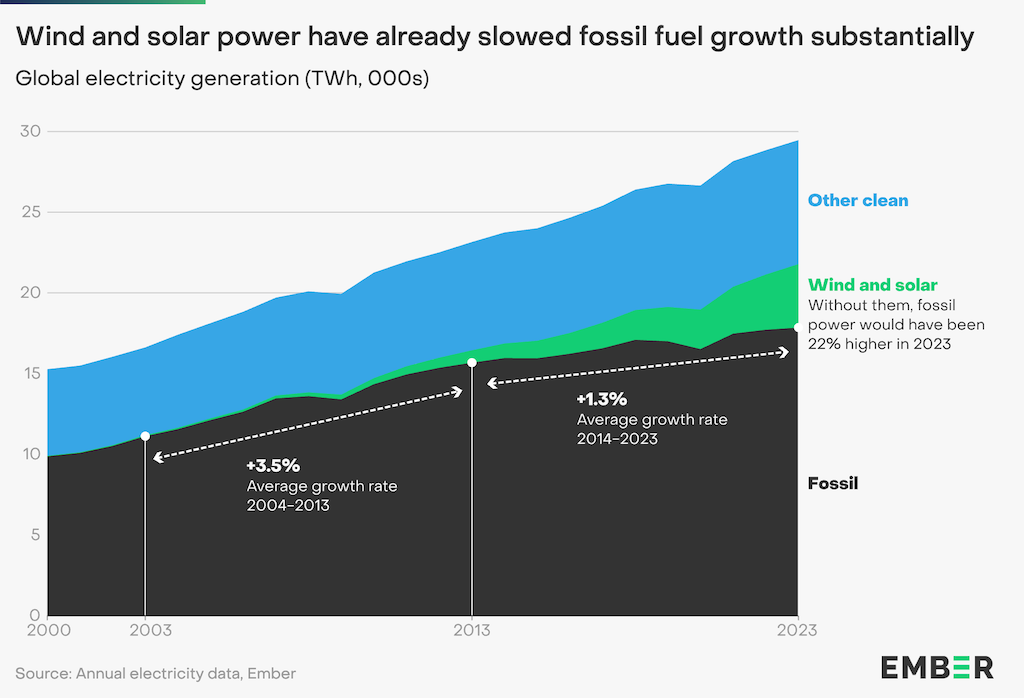 Wind and solar power have already slowed fossil fuel growth substantially
Global electricity generation (TWh, 000s)
30
25
20
15
10
5
0
Other clean
Wind and solar
Without them, fossil
power would have been
22% higher in 2023
+1.3%
Average growth rate
2014–2023
+3.5%
Average growth rate
2004–2013
Fossil
2000
2003
2013
2023
Source: Annual electricity data, Ember
EMBER